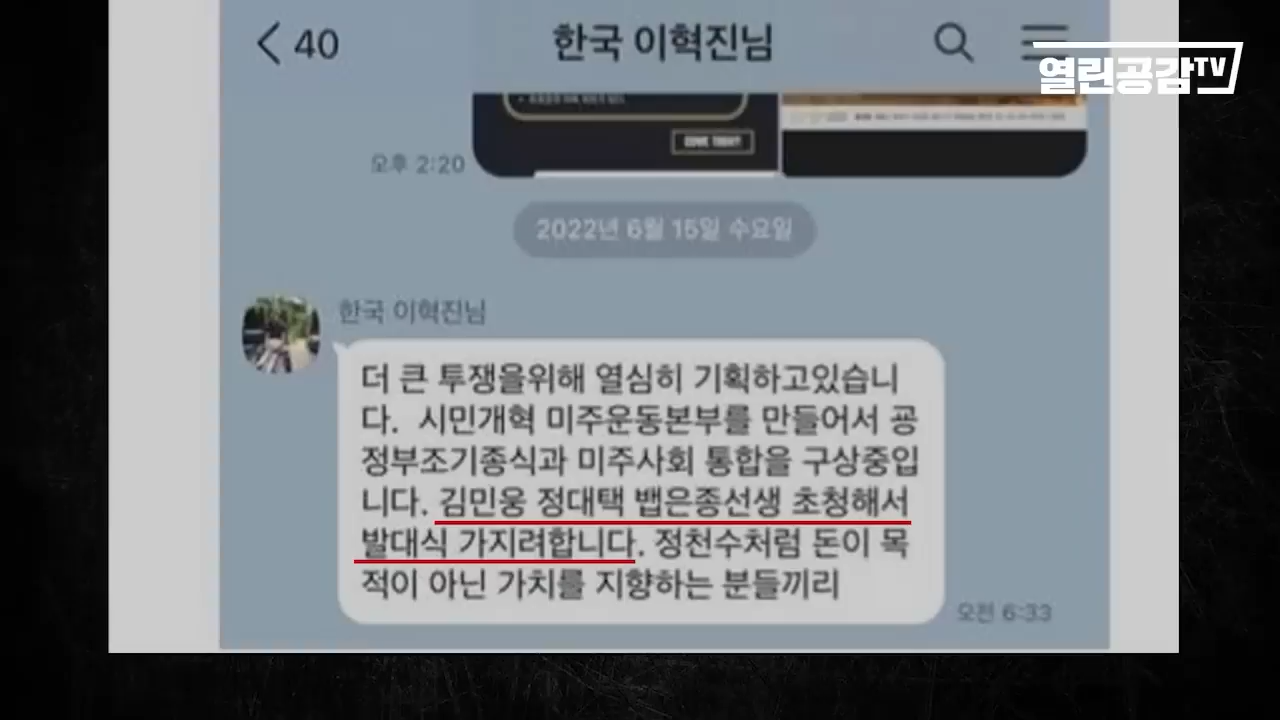 40
한국 이혁진님
열린공감TV
COME TODAY
오후 2:20
2022년 6월 15일 수요일
한국 이혁진님
더 큰 투쟁을위해 열심히 기획하고있습니
다.  시민개혁 미주운동본부를 만들어서 굥
정부조기종식과 미주사회 통합을 구상중입
니다. 김민웅 정대택 뱁은종선생 초청해서
발대식 가지려합니다. 정천수처럼 돈이 목
적이 아닌 가치를 지향하는 분들끼리
오전 6:33